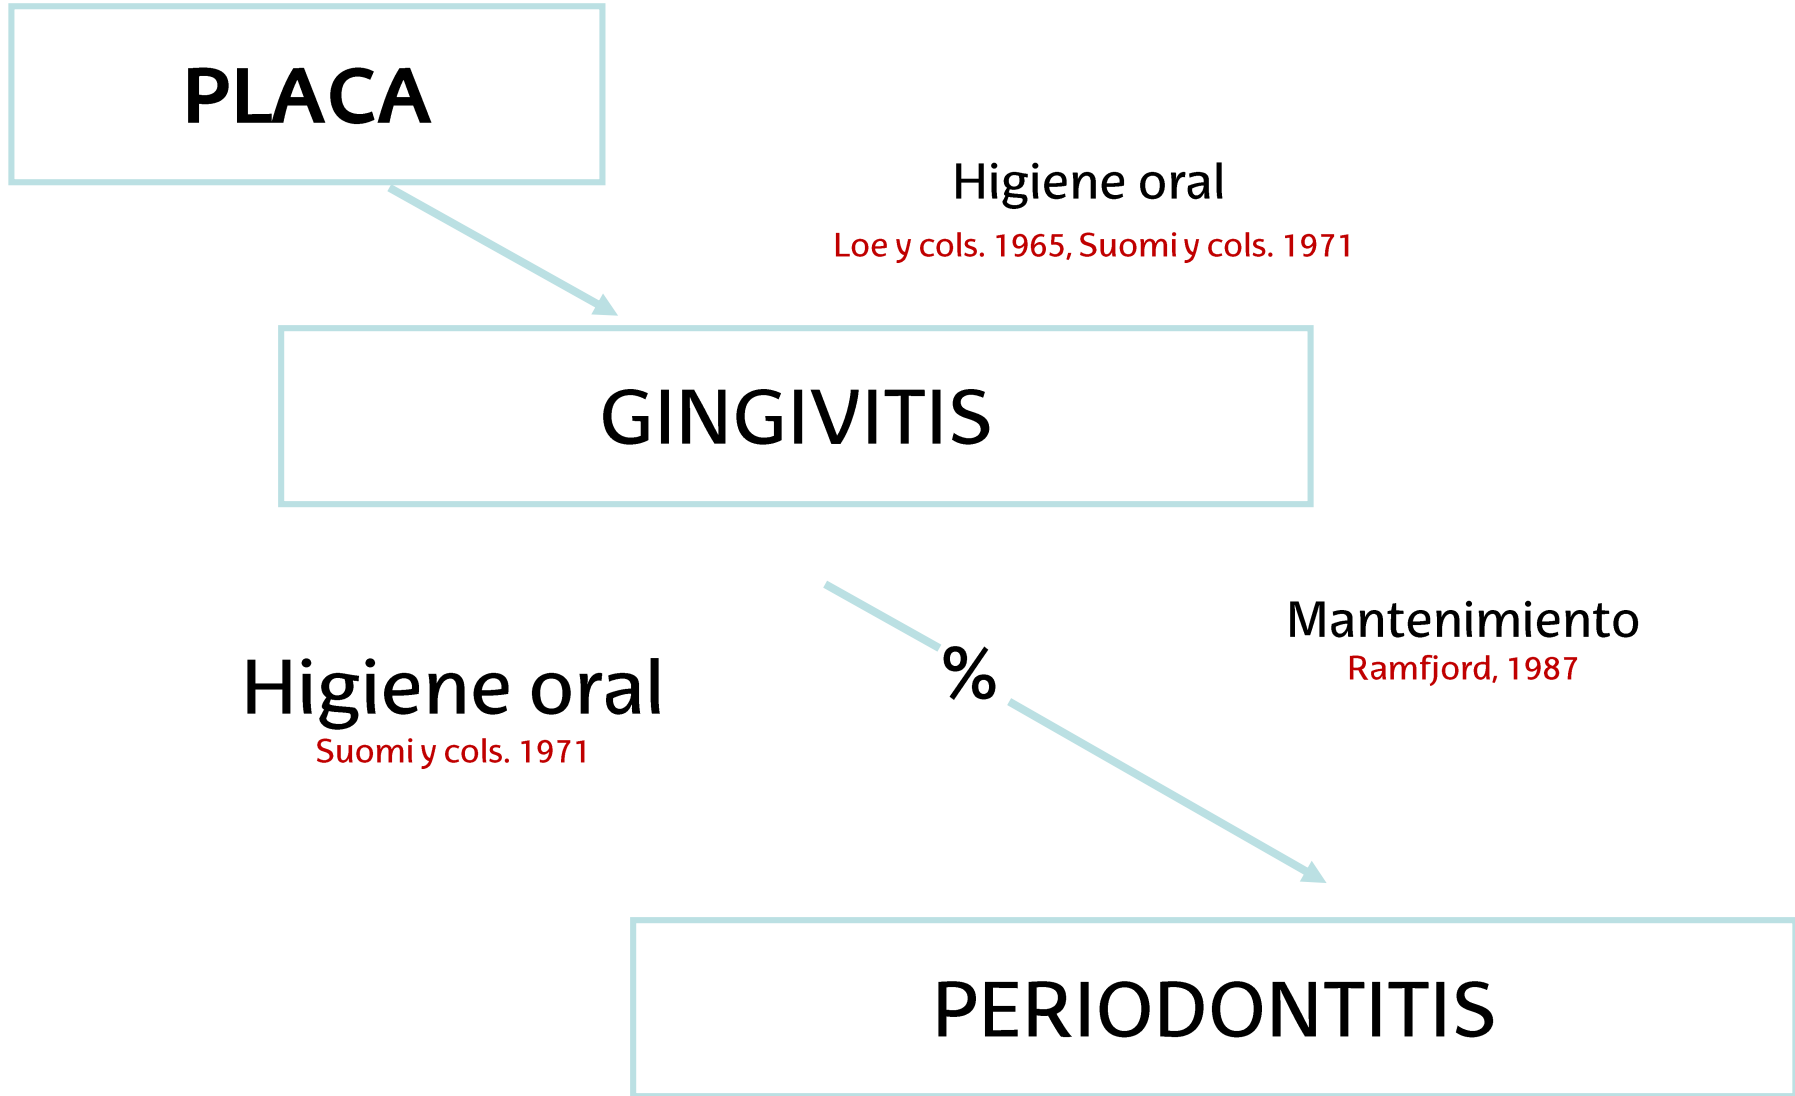 PLACA
Higiene oral
Loe y cols. 1965, Suomi y cols. 1971
GINGIVITIS
Mantenimiento
Ramfjord, 1987
%
Higiene oral
Suomi y cols. 1971
PERIODONTITIS